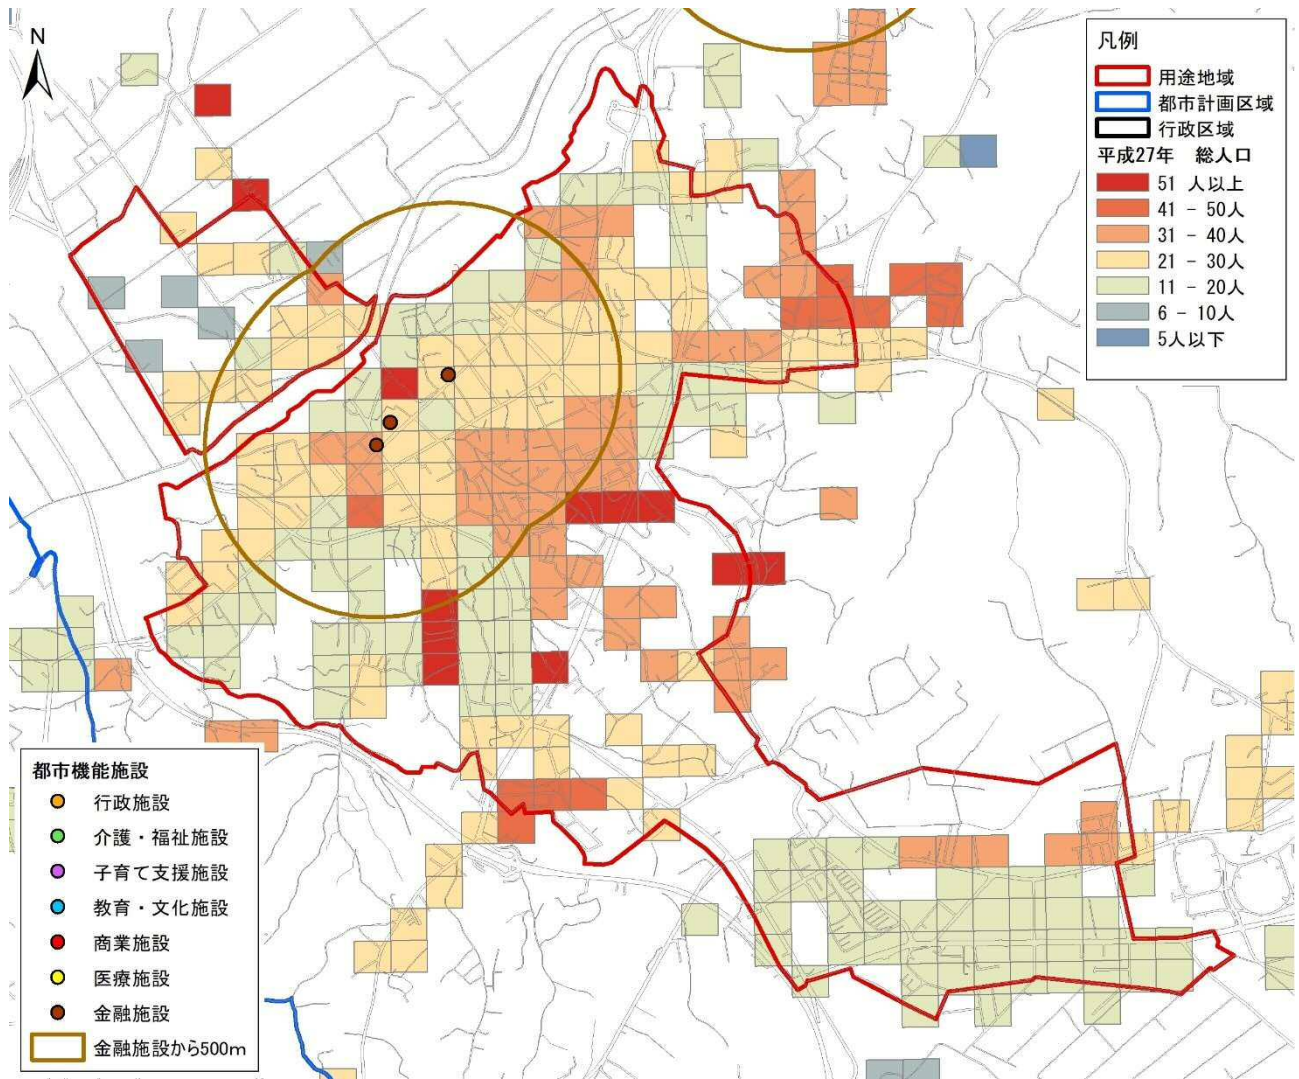 N
凡例
用途地域
都市計画区域
行政区域
平成27年 総人口
51 人以上
41 - 50人
31 - 40人
21 - 30人
11 - 20人
6 - 10人
5人以下
都市機能施設
行政施設
介護・福祉施設
子育て支援施設
教育・文化施設
商業施設
医療施設
金融施設
金融施設から500m